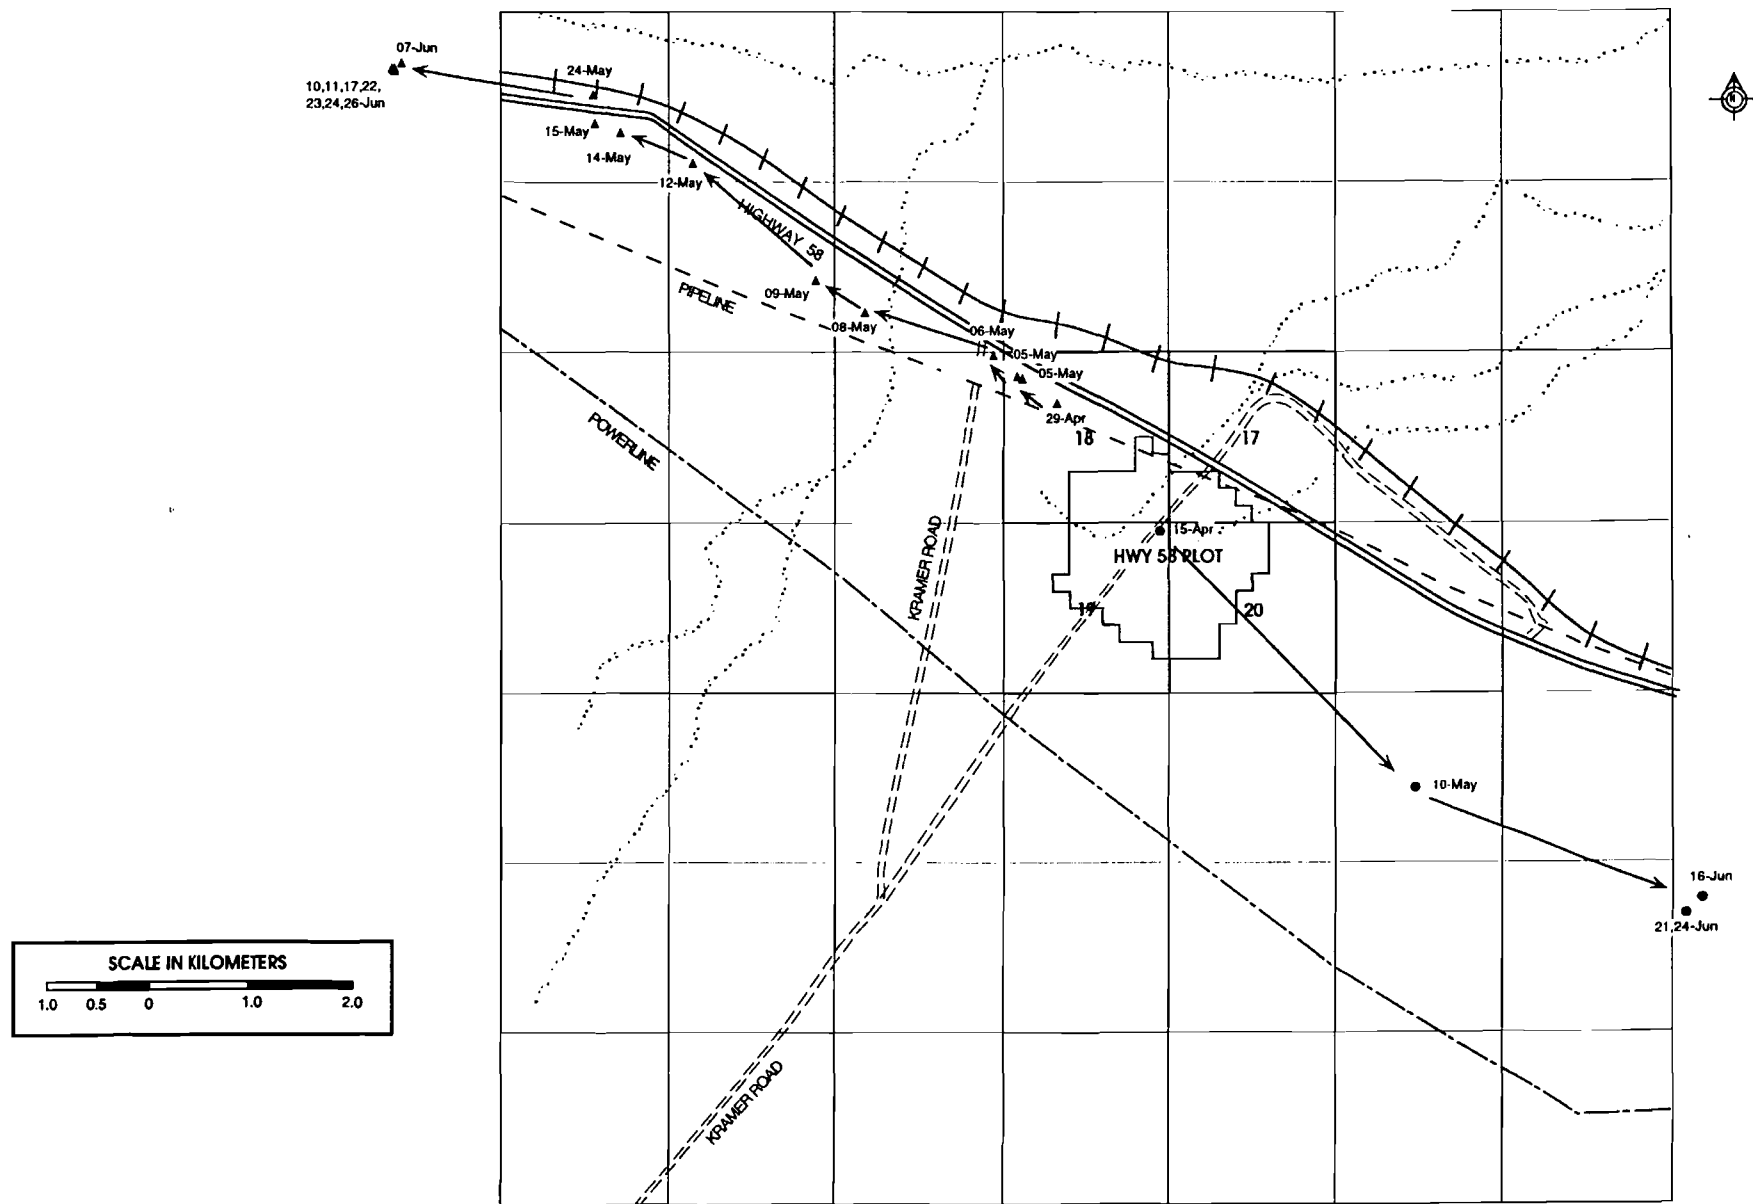 07-Jun
10,11,17,22,
23,24,26-Jun
24-May
15-May
14-May
12-May
N
HIGHWAY 58
PIPELINE
09-May
08-May
06-May
05-May
05-May
29-Apr
POWERLINE
18
17
15-Apr
HWY 58 PLOT
KRAMER ROAD
19
20
10-May
16-Jun
21,24-Jun
SCALE IN KILOMETERS
1.0 0.5 0 1.0 2.0
KRAMER ROAD